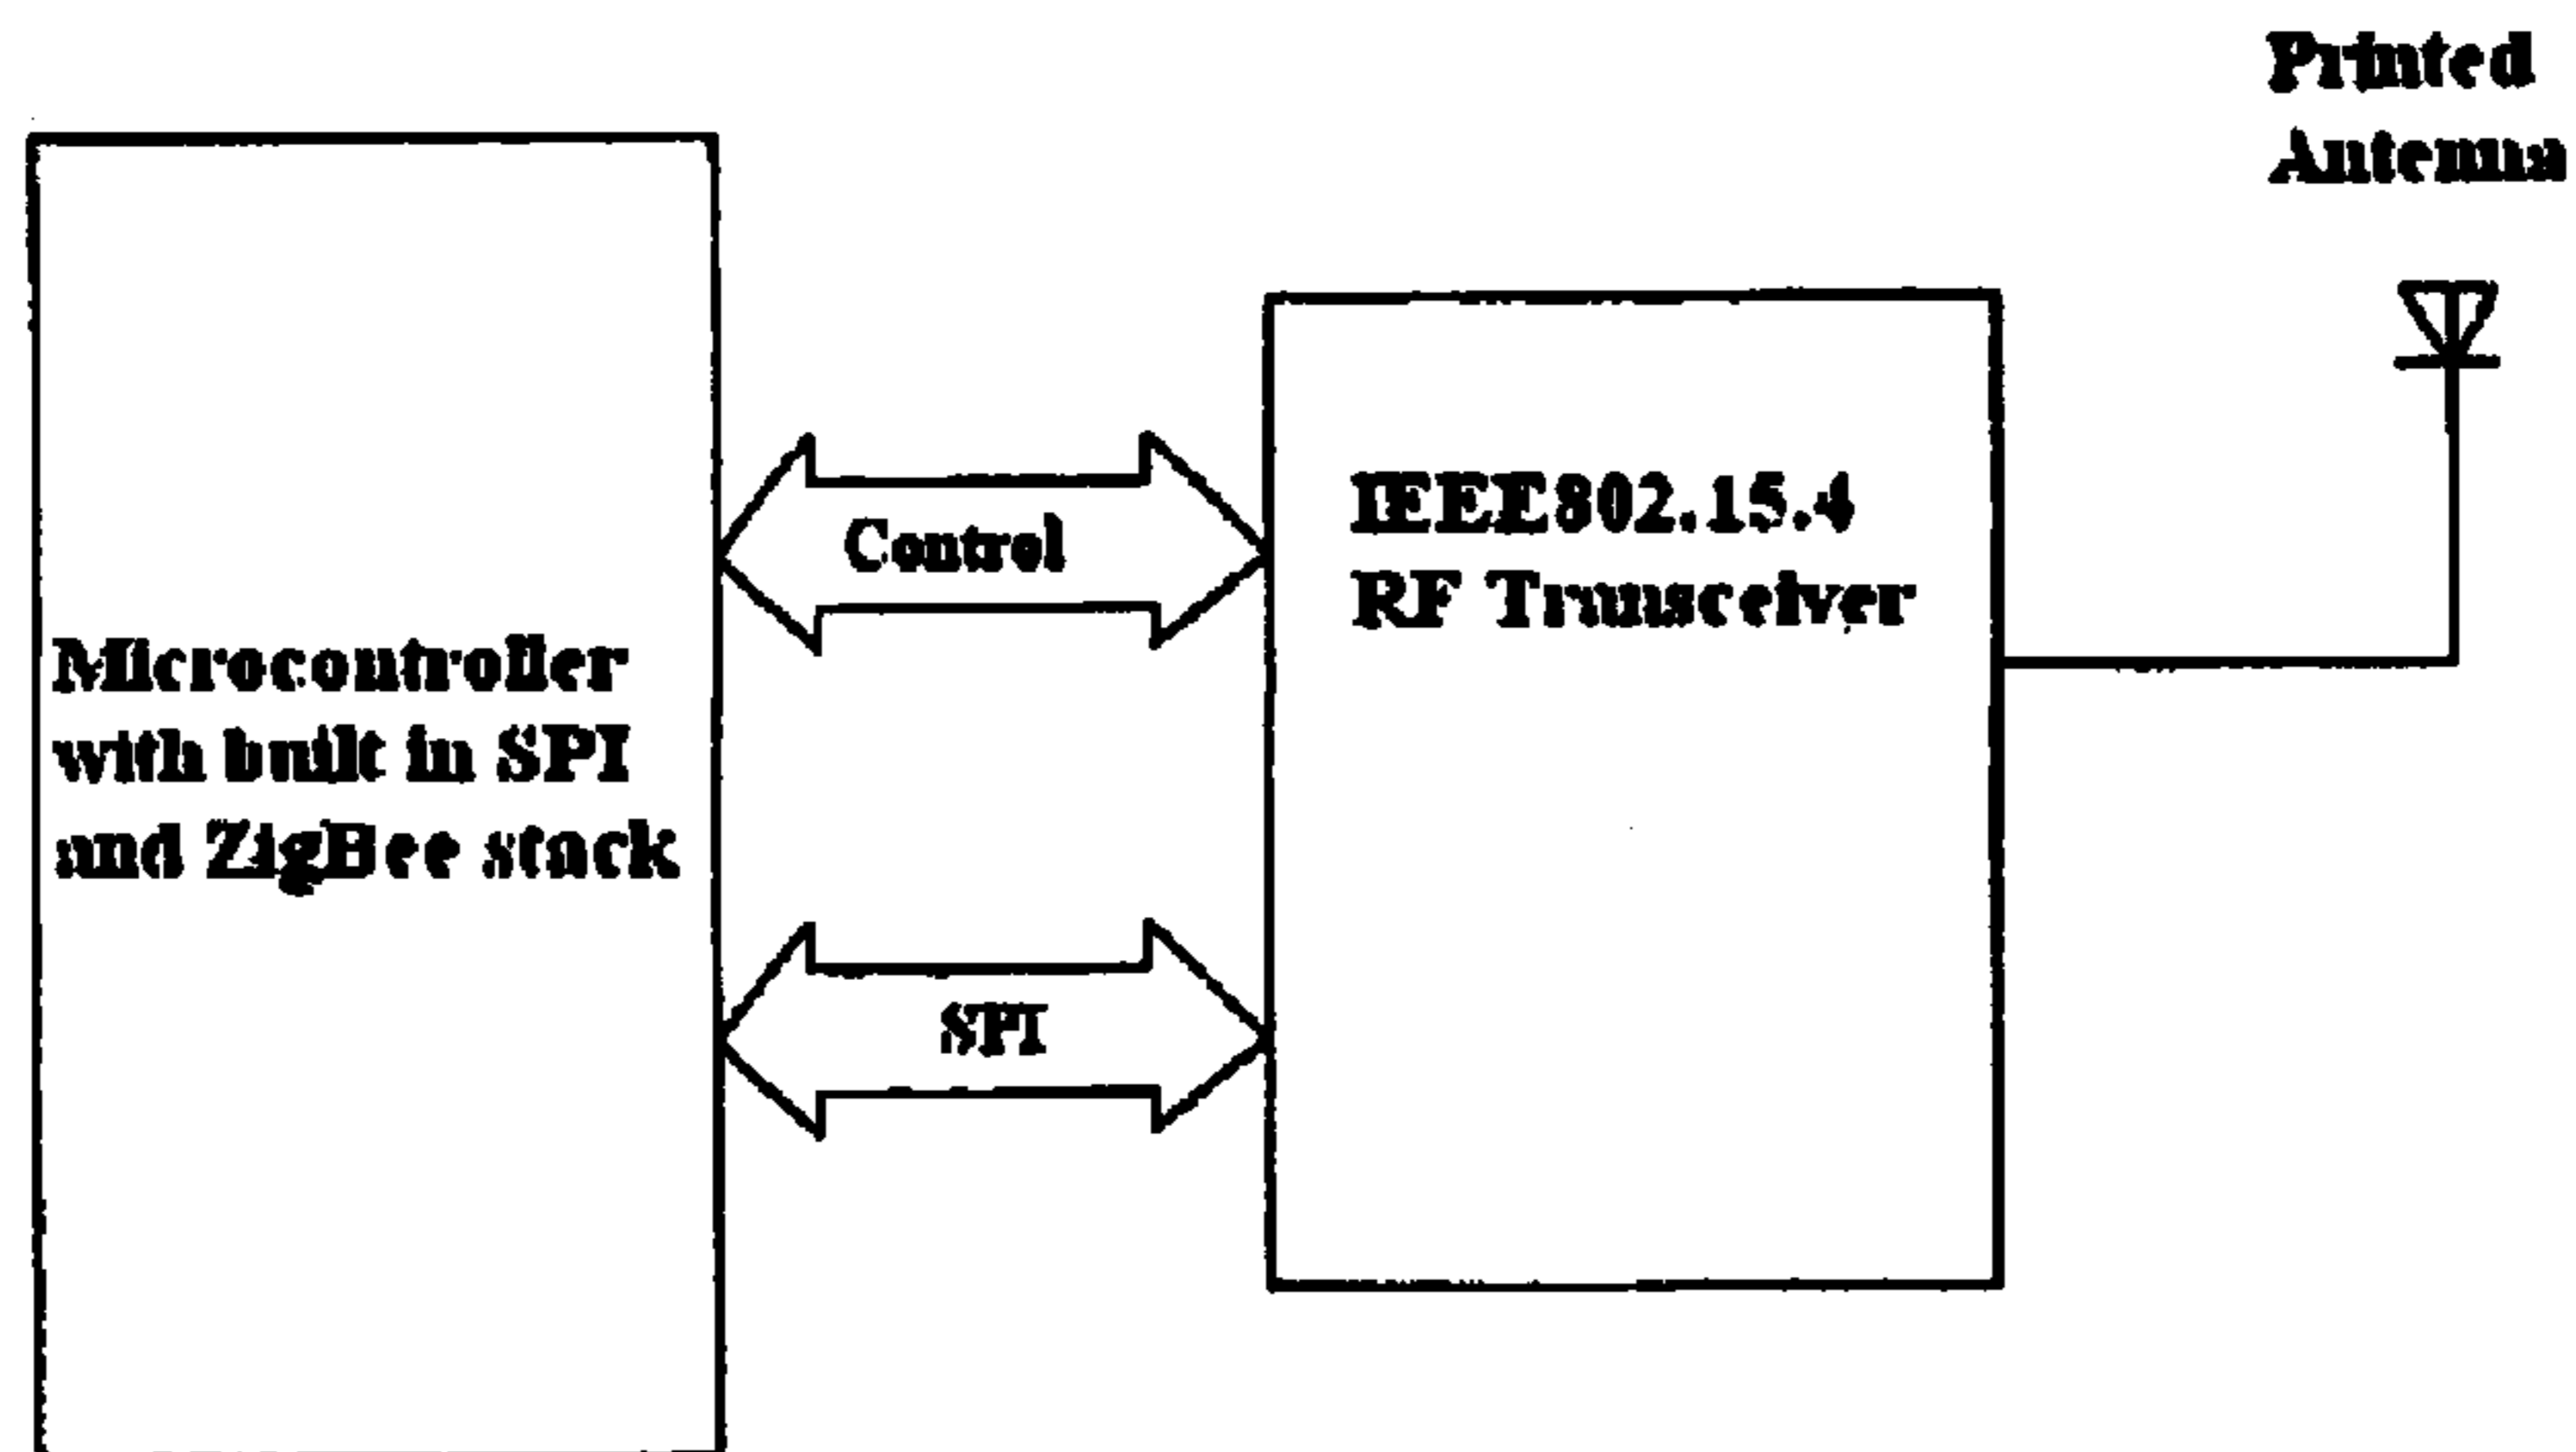 Printed
Antenna
Control
IEEE802.15.4
RF Transceiver
Microcontroller
with built in SPI
and ZigBee stack
SPI